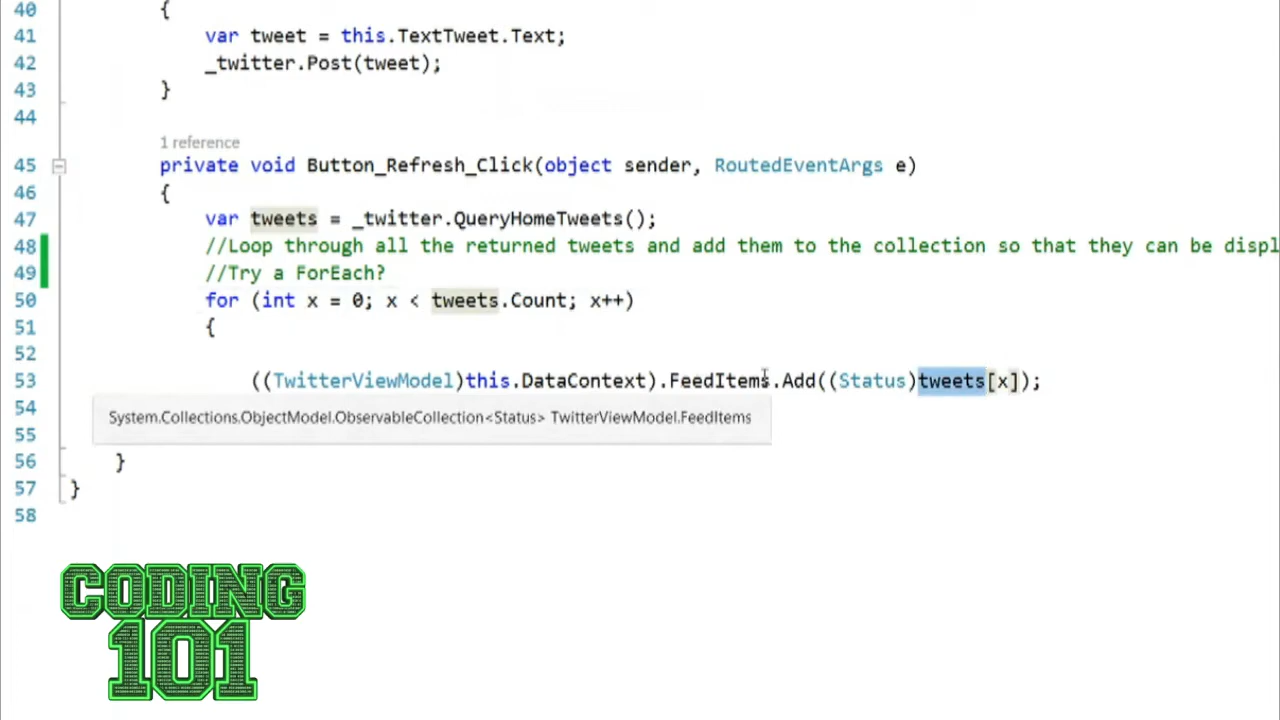 40 {
41 var tweet = this.TextTweet.Text;
42 _twitter.Post(tweet);
43 }
44
1 reference
45 private void Button_Refresh_Click(object sender, RoutedEventArgs e)
46 {
47 var tweets = _twitter.QueryHomeTweets();
48 //Loop through all the returned tweets and add them to the collection so that they can be displ
49 //Try a ForEach?
50 for (int x = 0; x < tweets.Count; x++)
51 {
52
53 ((TwitterViewModel)this.DataContext).FeedItems.Add((Status)tweets[x]);
54
System.Collections.ObjectModel.ObservableCollection<Status> TwitterViewModel.FeedItems
55
56 }
57 }
58
CODING
101